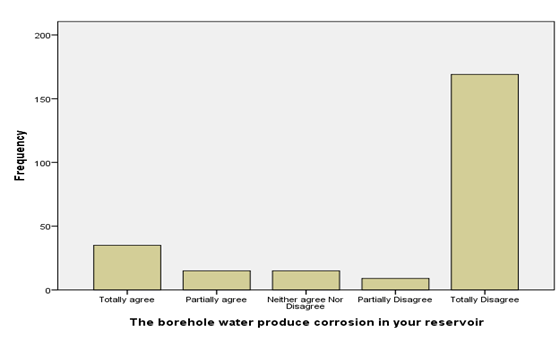 200
150
100
50
0
Frequency
Totally agree
Partially agree
Neither agree Nor
Disagree
Partially Disagree
Totally Disagree
The borehole water produce corrosion in your reservoir